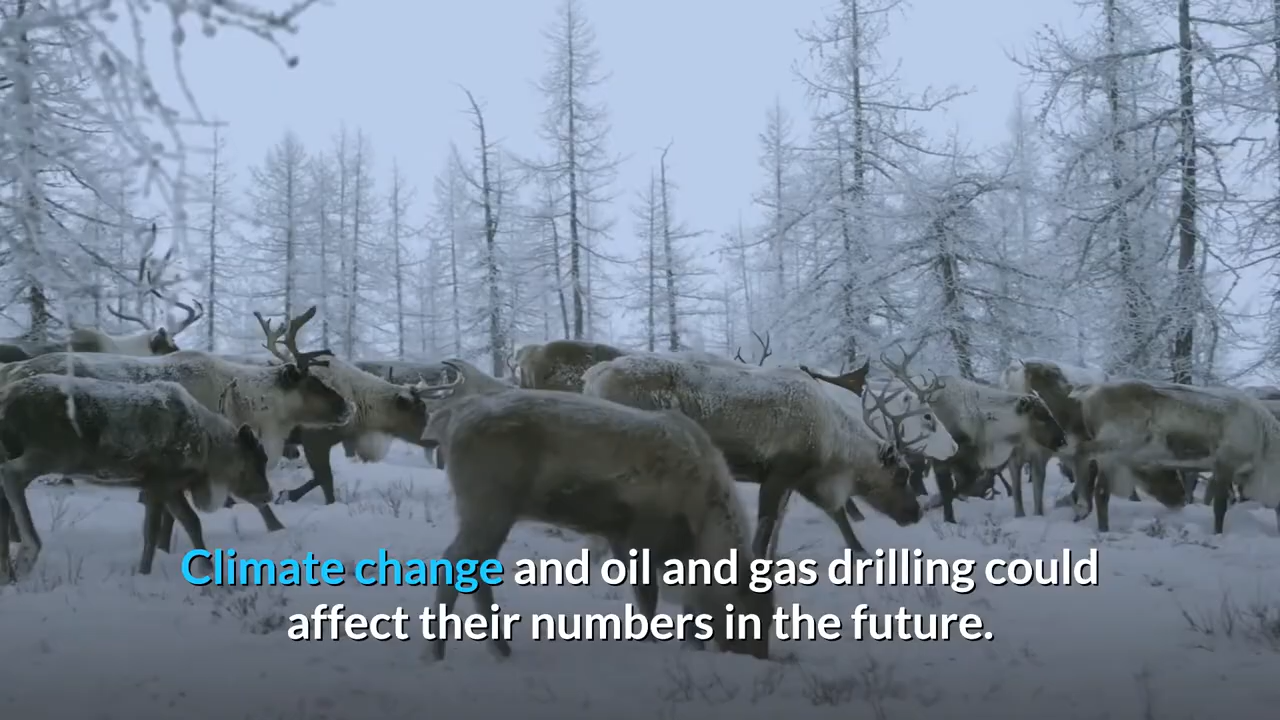 Climate change and oil and gas drilling could
affect their numbers in the future.